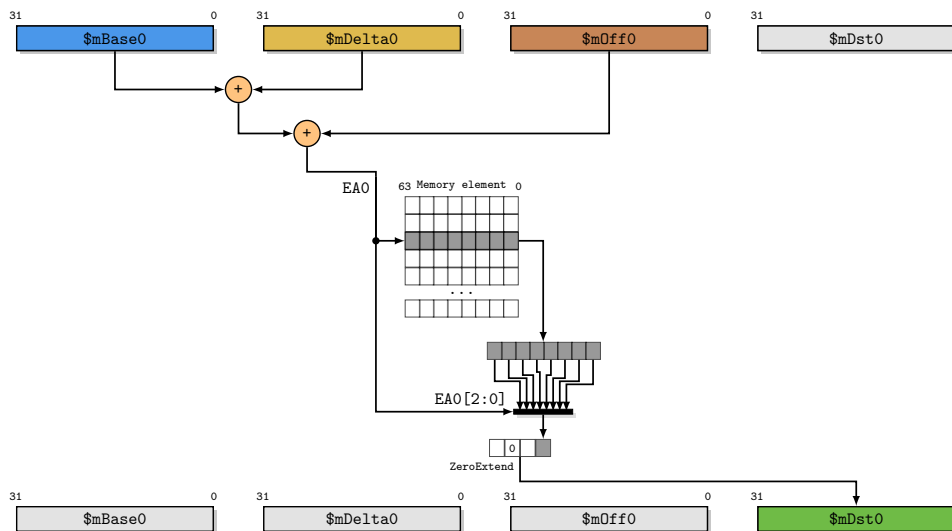 31 0 31 0 31 0 31
$mBase0 $mDelta0 $mOff0 $mDst0
+
+
EA0
63 Memory element 0
...
EA0[2:0]
0
ZeroExtend
31 0 31 0 31 0 31
$mBase0 $mDelta0 $mOff0 $mDst0